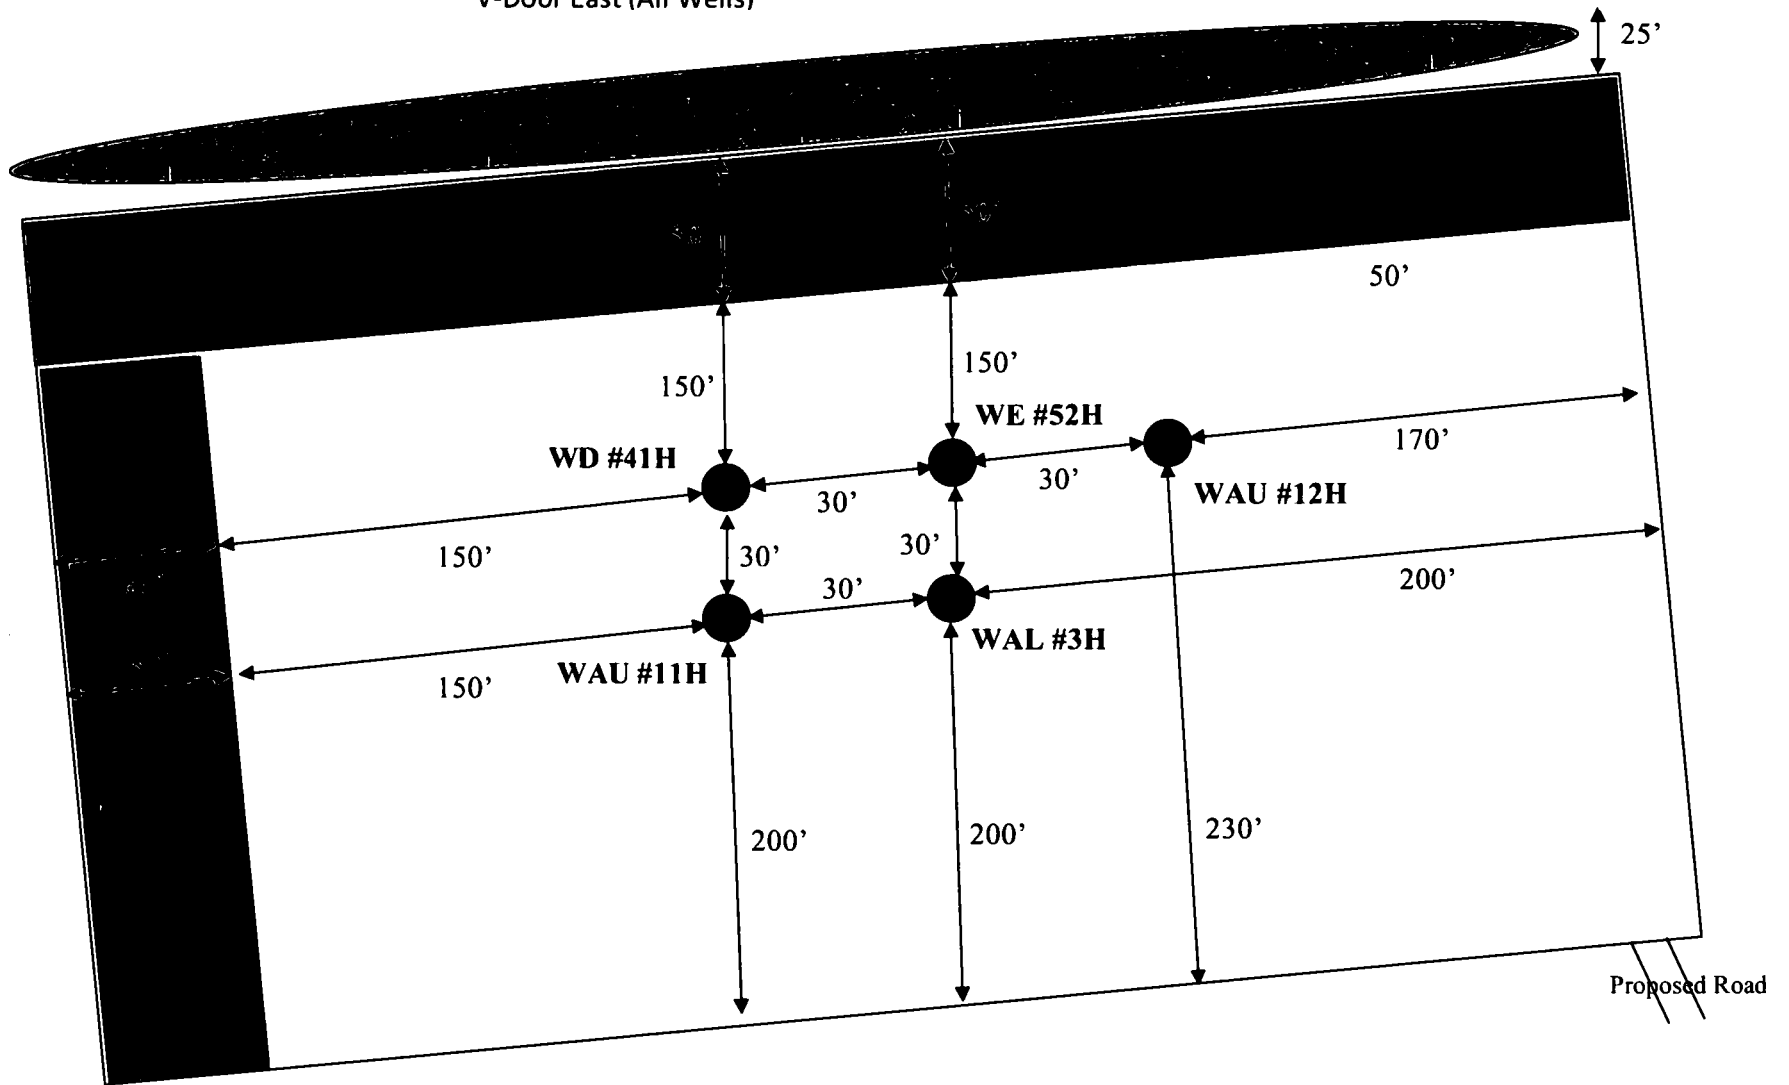 V-Door East (All Wells)
25’
50’
150’
150’
WE #52H
WD #41H
170’
30’
30’
WAU #12H
150’
30’
30’
30’
200’
WAL #3H
WAU #11H
150’
200’
200’
230’
Proposed Road